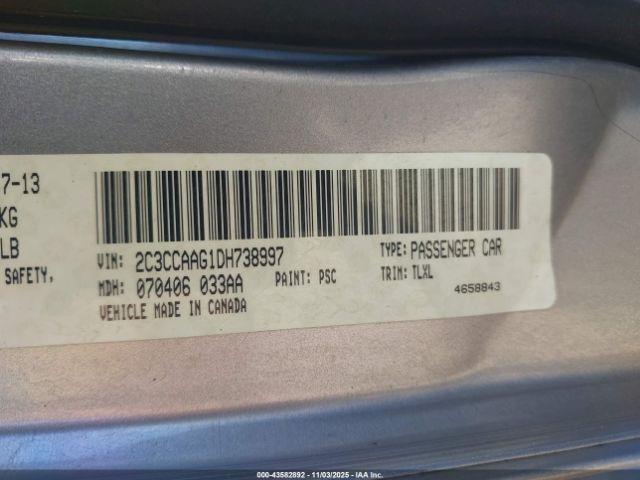 7-13
KG
LB
SAFETY,
VIN: 2C3CCAAG1DH738997
TYPE: PASSENGER CAR
MDH: 070406 033AA
PAINT: PSC
TRIM: TLXL
VEHICLE MADE IN CANADA
4658843
000-43582892 - 11/03/2025 - IAA Inc.